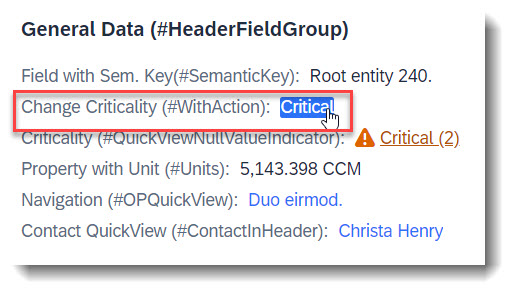 General Data (#HeaderFieldGroup)
Field with Sem. Key(#SemanticKey): Root entity 240.
Change Criticality (#WithAction): Critical
Criticality (#QuickViewNullValueIndicator): Critical (2)
Property with Unit (#Units): 5,143.398 CCM
Navigation (#OPQuickView): Duo eirmod.
Contact QuickView (#ContactInHeader): Christa Henry